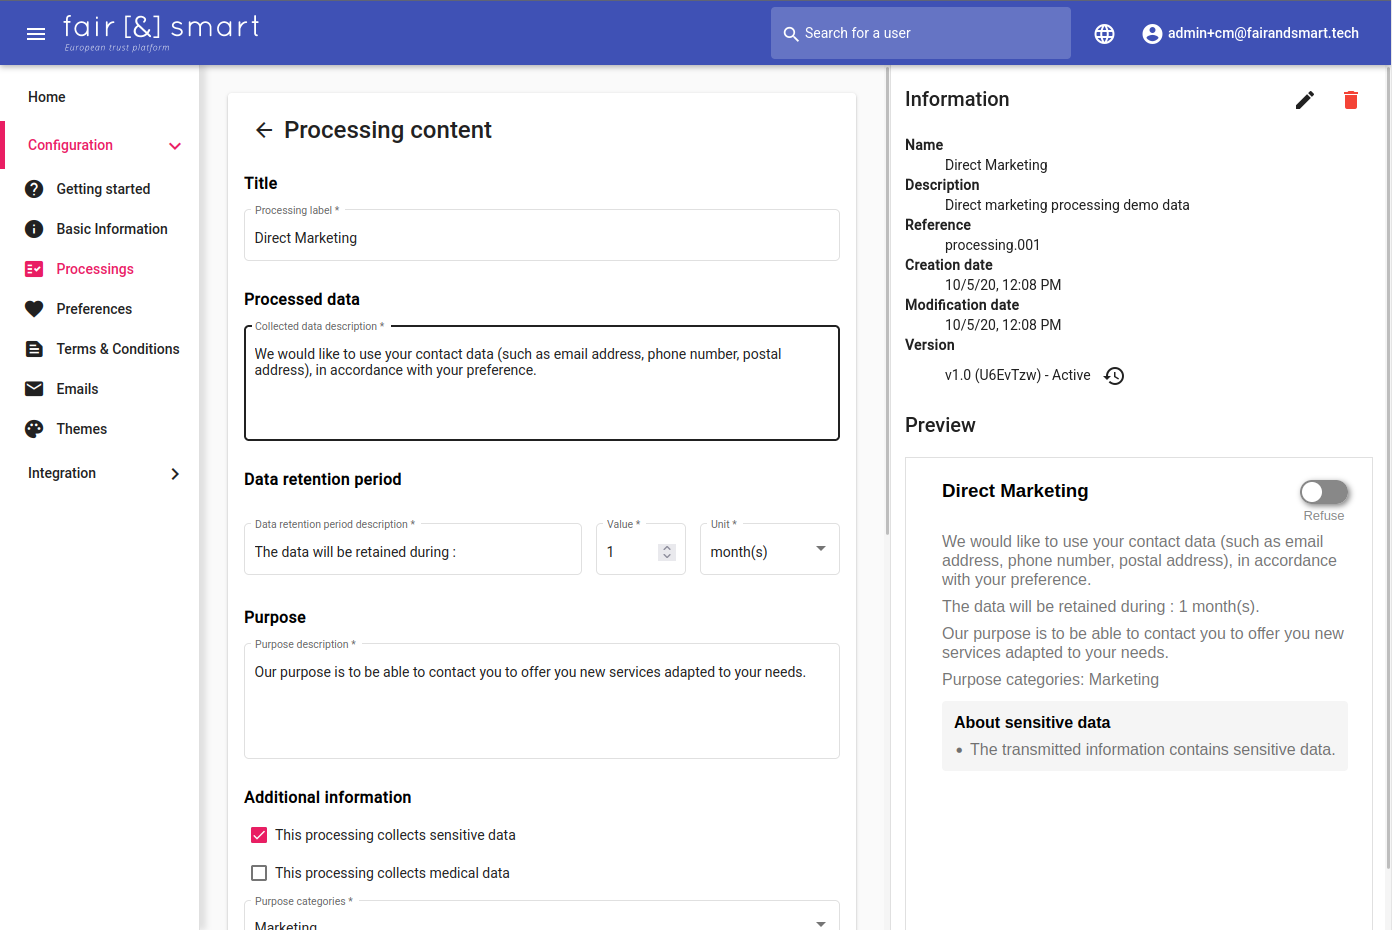 fair [&] smart
European trust platform
Search for a user
admin+cm@fairandsmart.tech
Home
Configuration
Getting started
Basic Information
Processings
Preferences
Terms & Conditions
Emails
Themes
Integration
Processing content
Title
Processing label *
Direct Marketing
Processed data
Collected data description *
We would like to use your contact data (such as email address, phone number, postal
address), in accordance with your preference.
Data retention period
Data retention period description *
The data will be retained during :
Value *
1
Unit *
month(s)
Purpose
Purpose description *
Our purpose is to be able to contact you to offer you new services adapted to your needs.
Additional information
This processing collects sensitive data
This processing collects medical data
Purpose categories *
Marketing
Information
Name
Direct Marketing
Description
Direct marketing processing demo data
Reference
processing.001
Creation date
10/5/20, 12:08 PM
Modification date
10/5/20, 12:08 PM
Version
v1.0 (U6EvTzw) - Active
Preview
Direct Marketing
Refuse
We would like to use your contact data (such as email
address, phone number, postal address), in accordance
with your preference.
The data will be retained during : 1 month(s).
Our purpose is to be able to contact you to offer you new
services adapted to your needs.
Purpose categories: Marketing
About sensitive data
• The transmitted information contains sensitive data.